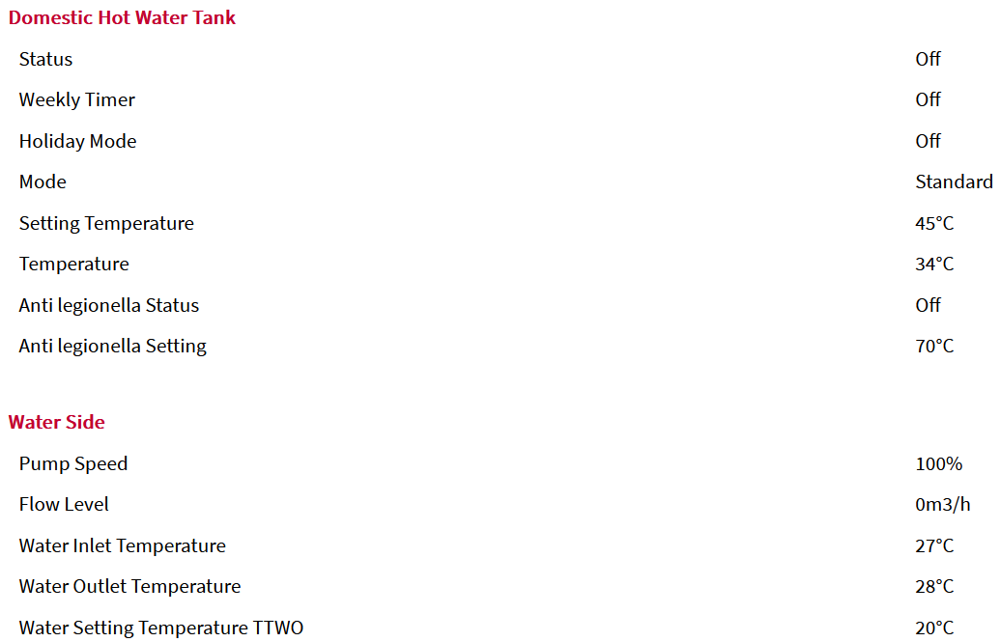 Domestic Hot Water Tank
Status Off
Weekly Timer Off
Holiday Mode Off
Mode Standard
Setting Temperature 45°C
Temperature 34°C
Anti legionella Status Off
Anti legionella Setting 70°C
Water Side
Pump Speed 100%
Flow Level 0m3/h
Water Inlet Temperature 27°C
Water Outlet Temperature 28°C
Water Setting Temperature TTWO 20°C